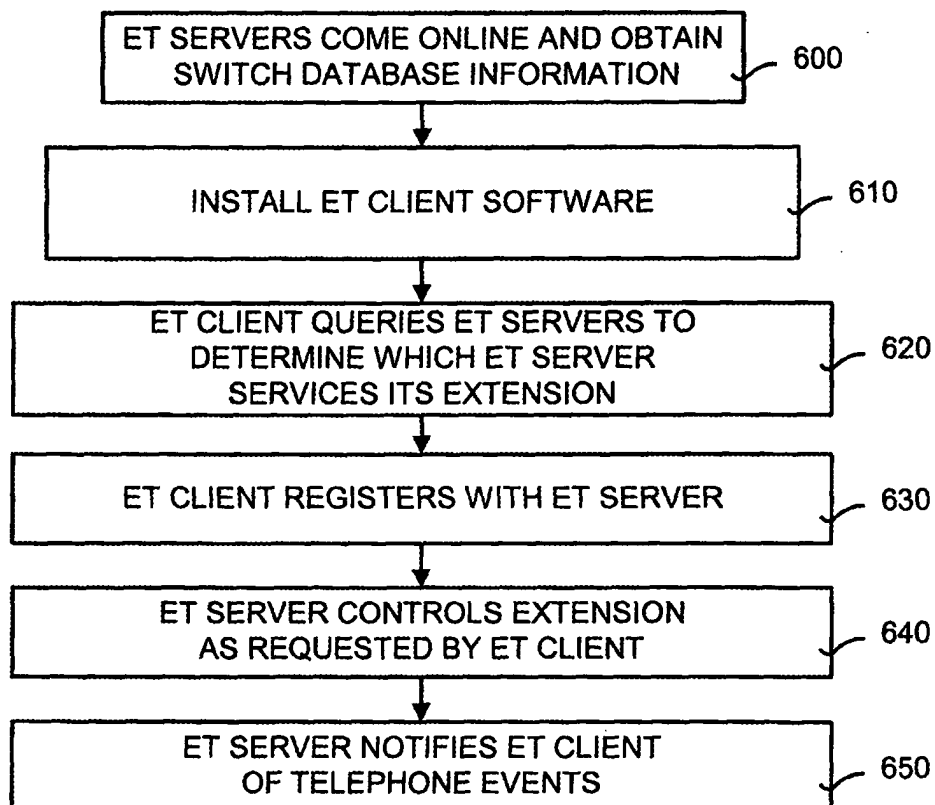 ET SERVERS COME ONLINE AND OBTAIN
SWITCH DATABASE INFORMATION
600
INSTALL ET CLIENT SOFTWARE
610
ET CLIENT QUERIES ET SERVERS TO
DETERMINE WHICH ET SERVER
SERVICES ITS EXTENSION
620
ET CLIENT REGISTERS WITH ET SERVER
630
ET SERVER CONTROLS EXTENSION
AS REQUESTED BY ET CLIENT
640
ET SERVER NOTIFIES ET CLIENT
OF TELEPHONE EVENTS
650